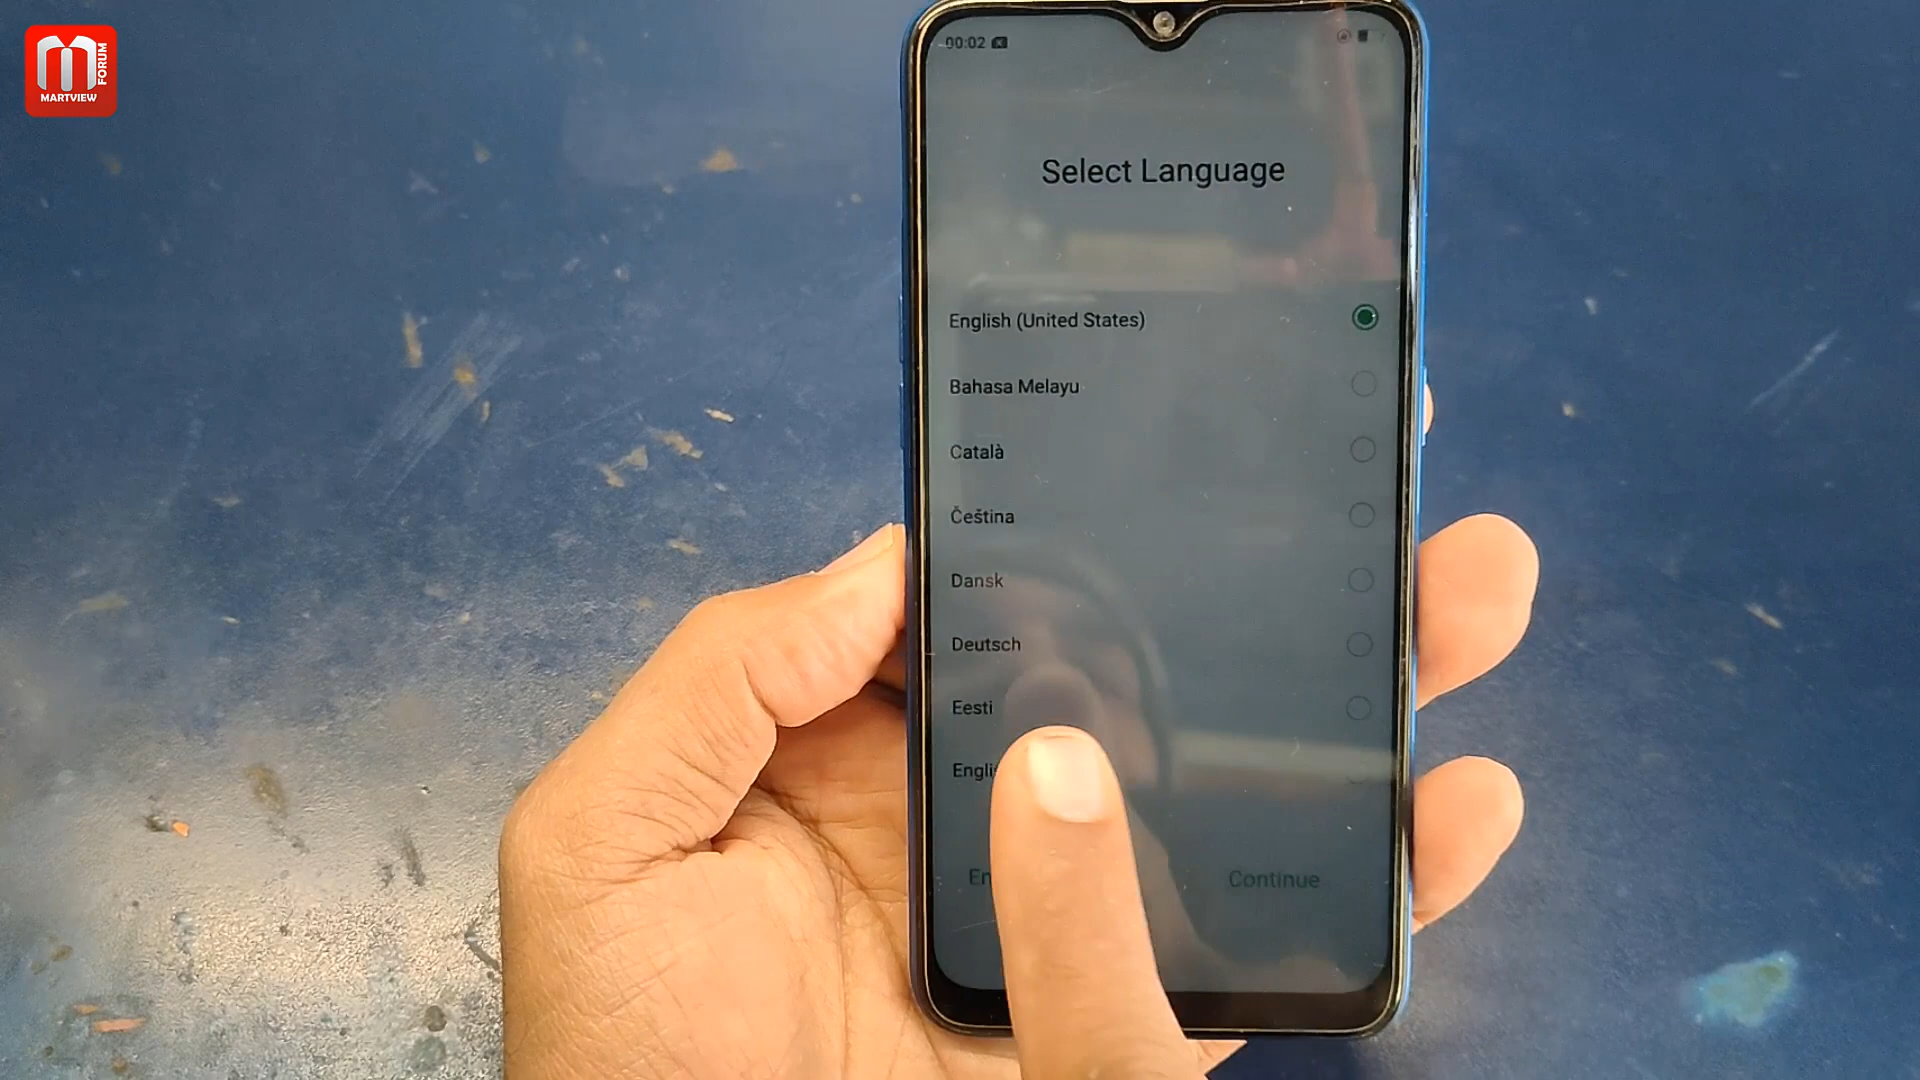 FORUM
MARTVIEW
00:02
Select Language
English (United States)
Bahasa Melayu
Català
Čeština
Dansk
Deutsch
Eesti
Continue